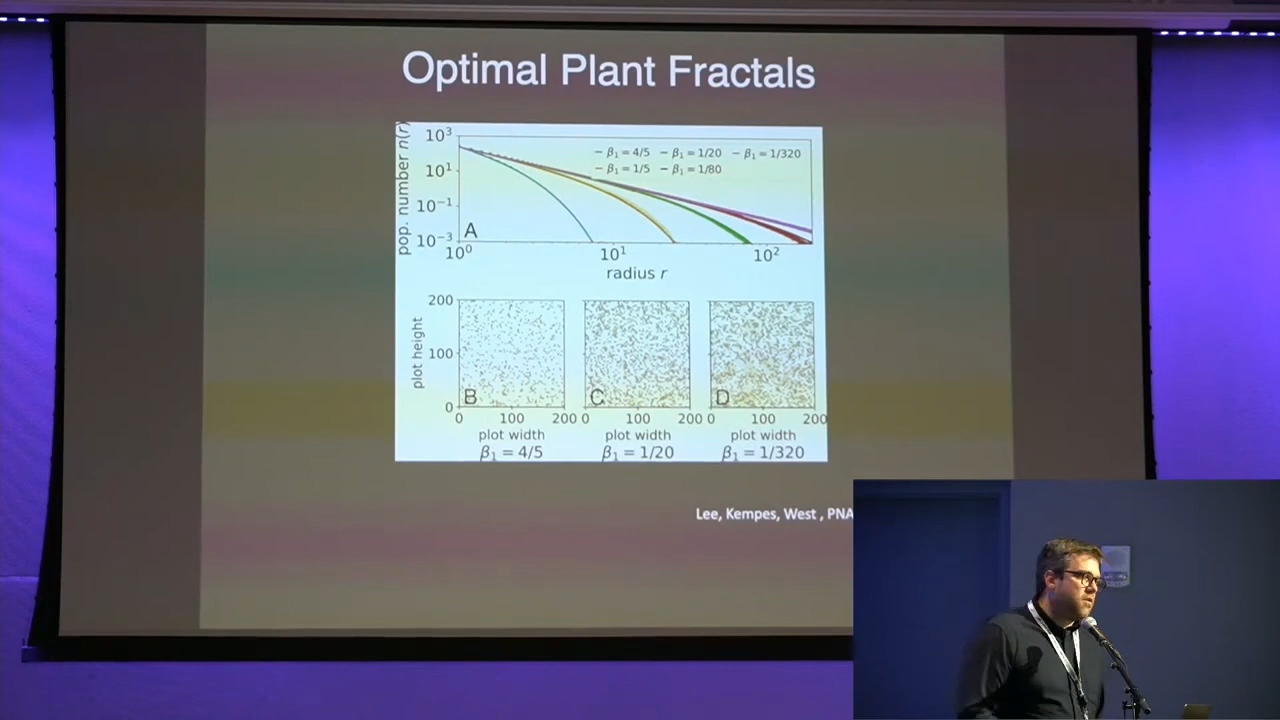 Optimal Plant Fractals
10³
10¹
10⁻¹
10⁻³
pop. number n(r)
− β₁ = 4/5 − β₁ = 1/20 − β₁ = 1/320
− β₁ = 1/5 − β₁ = 1/80
A
10⁰ 10¹ 10²
radius r
200
100
0
plot height
B C D
0 100 200 0 100 200 0 100 200
plot width plot width plot width
β₁ = 4/5 β₁ = 1/20 β₁ = 1/320
Lee, Kempes, West , PNA